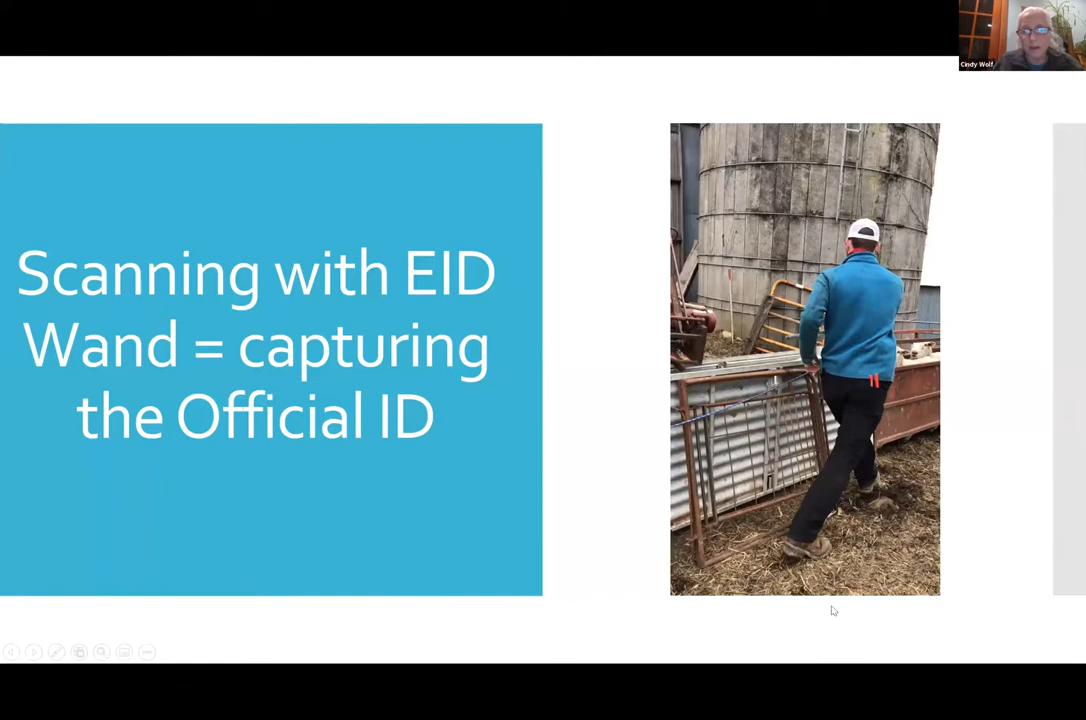 Cindy Wolf
Scanning with EID
Wand = capturing
the Official ID